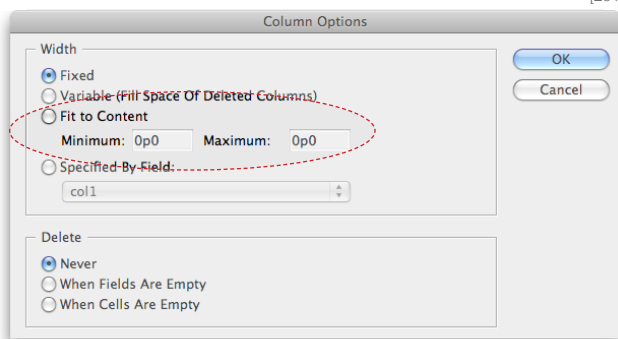 Column Options
Width
Fixed
Variable (Fill Space Of Deleted Columns)
Fit to Content
Minimum: 0p0 Maximum: 0p0
Specified By Field:
col1
OK
Cancel
Delete
Never
When Fields Are Empty
When Cells Are Empty